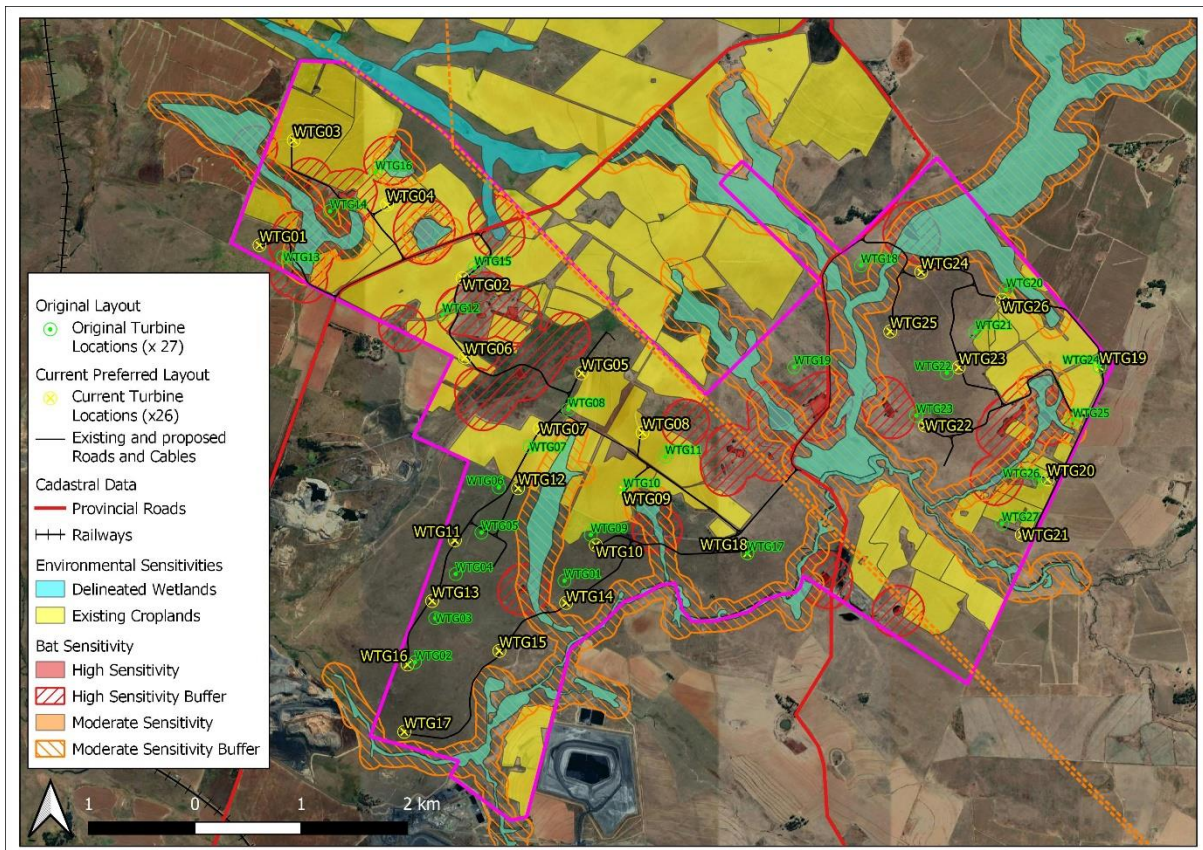 WTG03
WTG16
WTG04
WTG14
WTG01
WTG13
WTG15
WTG02
WTG12
WTG06
WTG05
WTG08
WTG07
WTG08
WTG07
WTG11
WTG06
WTG12
WTG10
WTG09
WTG05
WTG11
WTG09
WTG10
WTG18
WTG17
WTG04
WTG01
WTG13
WTG14
WTG03
WTG15
WTG16
WTG02
WTG17
WTG18
WTG24
WTG20
WTG26
WTG25
WTG21
WTG19
WTG22
WTG23
WTG24
WTG19
WTG23
WTG22
WTG25
WTG26
WTG20
WTG27
WTG21
Original Layout
Original Turbine
Locations (x 27)
Current Preferred Layout
Current Turbine
Locations (x26)
Existing and proposed
Roads and Cables
Cadastral Data
Provincial Roads
Railways
Environmental Sensitivities
Delineated Wetlands
Existing Croplands
Bat Sensitivity
High Sensitivity
High Sensitivity Buffer
Moderate Sensitivity
Moderate Sensitivity Buffer
1 0 1 2 km